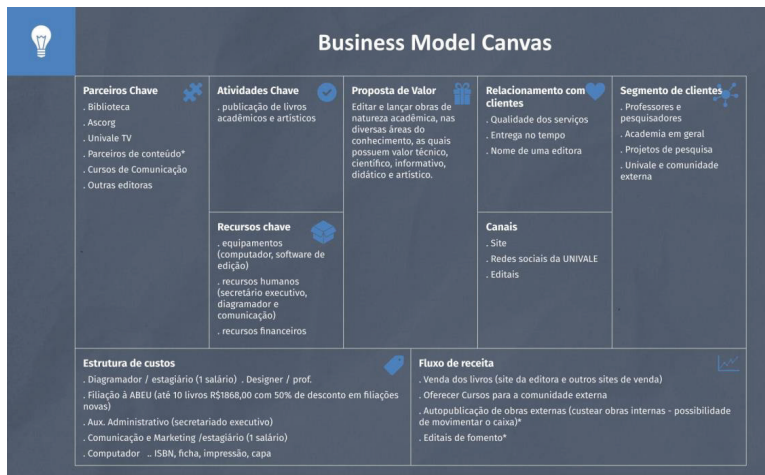 Business Model Canvas
Parceiros Chave
. Biblioteca
. Ascorg
. Univale TV
. Parceiros de conteúdo*
. Cursos de Comunicação
. Outras editoras
Atividades Chave
. publicação de livros
acadêmicos e artísticos
Recursos chave
. equipamentos
(computador, software de
edição)
. recursos humanos
(secretário executivo,
diagramador e
comunicação)
. recursos financeiros
Proposta de Valor
Editar e lançar obras de
natureza acadêmica, nas
diversas áreas do
conhecimento, as quais
possuem valor técnico,
científico, informativo,
didático e artistico.
Relacionamento com
clientes
. Qualidade dos serviços
. Entrega no tempo
. Nome de uma editora
Canais
. Site
. Redes sociais da UNIVALE
. Editais
Segmento de clientes
. Professores e
pesquisadores
. Academia em geral
. Projetos de pesquisa
. Univale e comunidade
externa
Estrutura de custos
. Diagramador / estagiário (1 salário) . Designer / prof.
. Filiação à ABEU (até 10 livros R$1868,00 com 50% de desconto em filiações
novas)
. Aux. Administrativo (secretariado executivo)
. Comunicação e Marketing /estagiário (1 salário)
. Computador .. ISBN, ficha, impressão, capa
Fluxo de receita
. Venda dos livros (site da editora e outros sites de venda)
. Oferecer Cursos para a comunidade externa
. Autopublicação de obras externas (custear obras internas - possibilidade
de movimentar o caixa)*
. Editais de fomento*